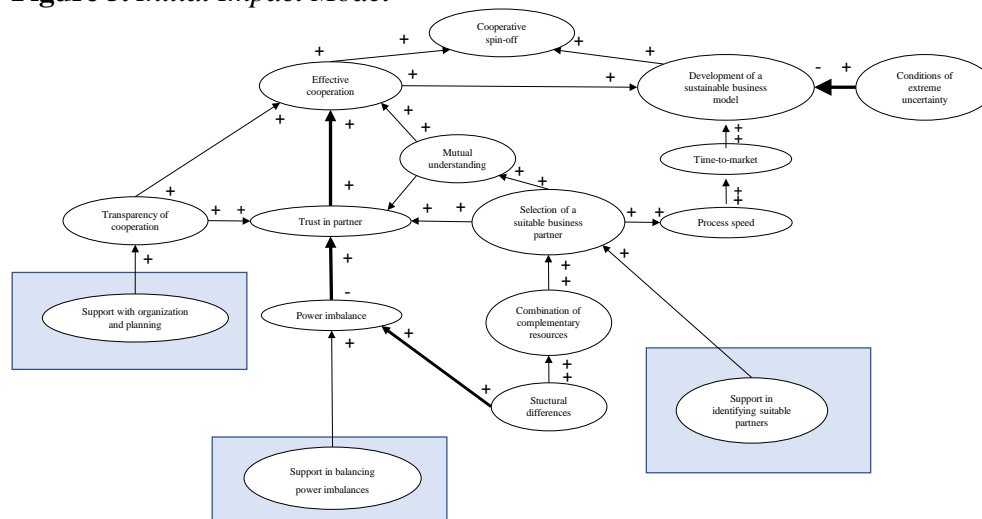 Figure 3. Initial Impact Model
Cooperative
spin-off
+
+
+
+
Effective
cooperation
+
+
Development of a
sustainable business
model
-
+
Conditions of
extreme
uncertainty
+
+
+
+
+
Mutual
understanding
Time-to-market
+
+
+
+
Transparency of
cooperation
+
+
+
Trust in partner
+
+
Selection of a
suitable business
partner
+
+
Process speed
+
+
+
+
+
+
Support with organization
and planning
-
Power imbalance
+
+
Combination of
complementary
resources
+
+
+
+
Stuctural
differences
Support in
identifying suitable
partners
Support in balancing
power imbalances